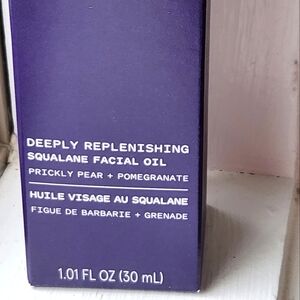 DEEPLY REPLENISHING
SQUALANE FACIAL OIL
PRICKLY PEAR + POMEGRANATE
HUILE VISAGE AU SQUALANE
FIGUE DE BARBARIE + GRENADE
1.01 FL OZ (30 mL)